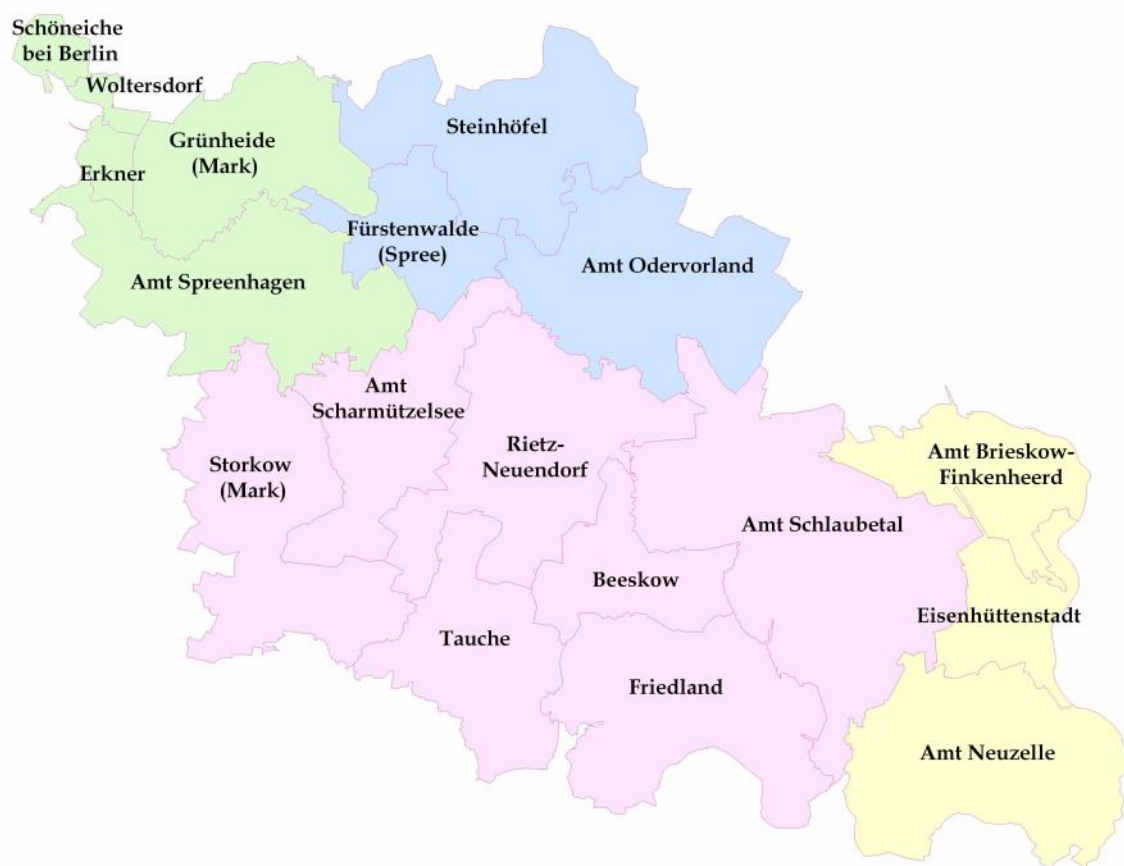 Schöneiche
bei Berlin
Woltersdorf
Grünheide
(Mark)
Erkner
Steinhöfel
Fürstenwalde
(Spree)
Amt Odervorland
Amt Spreenhagen
Amt
Scharmützelsee
Rietz-
Neuendorf
Storkow
(Mark)
Amt Brieskow-
Finkenheerd
Amt Schlaubetal
Beeskow
Eisenhüttenstadt
Tauche
Friedland
Amt Neuzelle